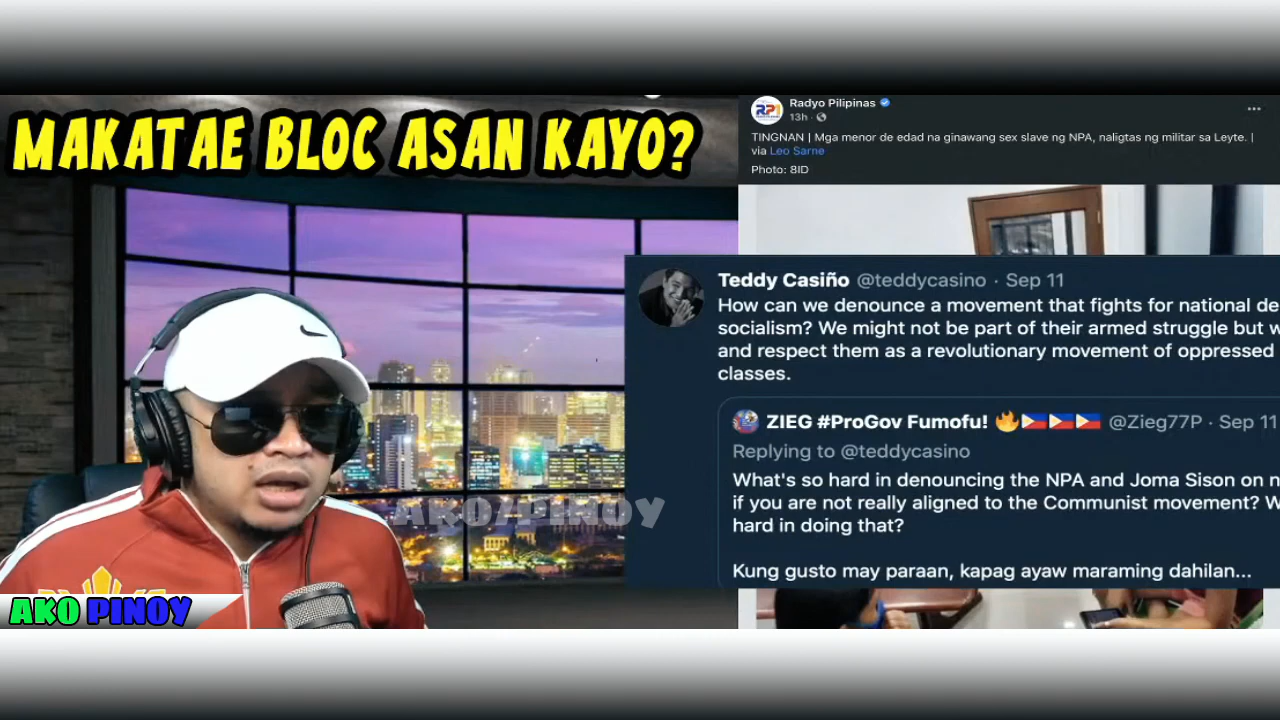 MAKATAE BLOC ASAN KAYO?
Radyo Pilipinas
13h ·
TINGNAN | Mga menor de edad na ginawang sex slave ng NPA, naligtas ng militar sa Leyte. |
via Leo Sarne
Photo: 8ID
Teddy Casiño @teddycasino · Sep 11
How can we denounce a movement that fights for national de
socialism? We might not be part of their armed struggle but w
and respect them as a revolutionary movement of oppressed
classes.
ZIEG #ProGov Fumofu! 🔥🇵🇭🇵🇭🇵🇭 @Zieg77P · Sep 11
Replying to @teddycasino
What's so hard in denouncing the NPA and Joma Sison on n
if you are not really aligned to the Communist movement? W
hard in doing that?
Kung gusto may paraan, kapag ayaw maraming dahilan...
AKO7PINOY
AKO PINOY